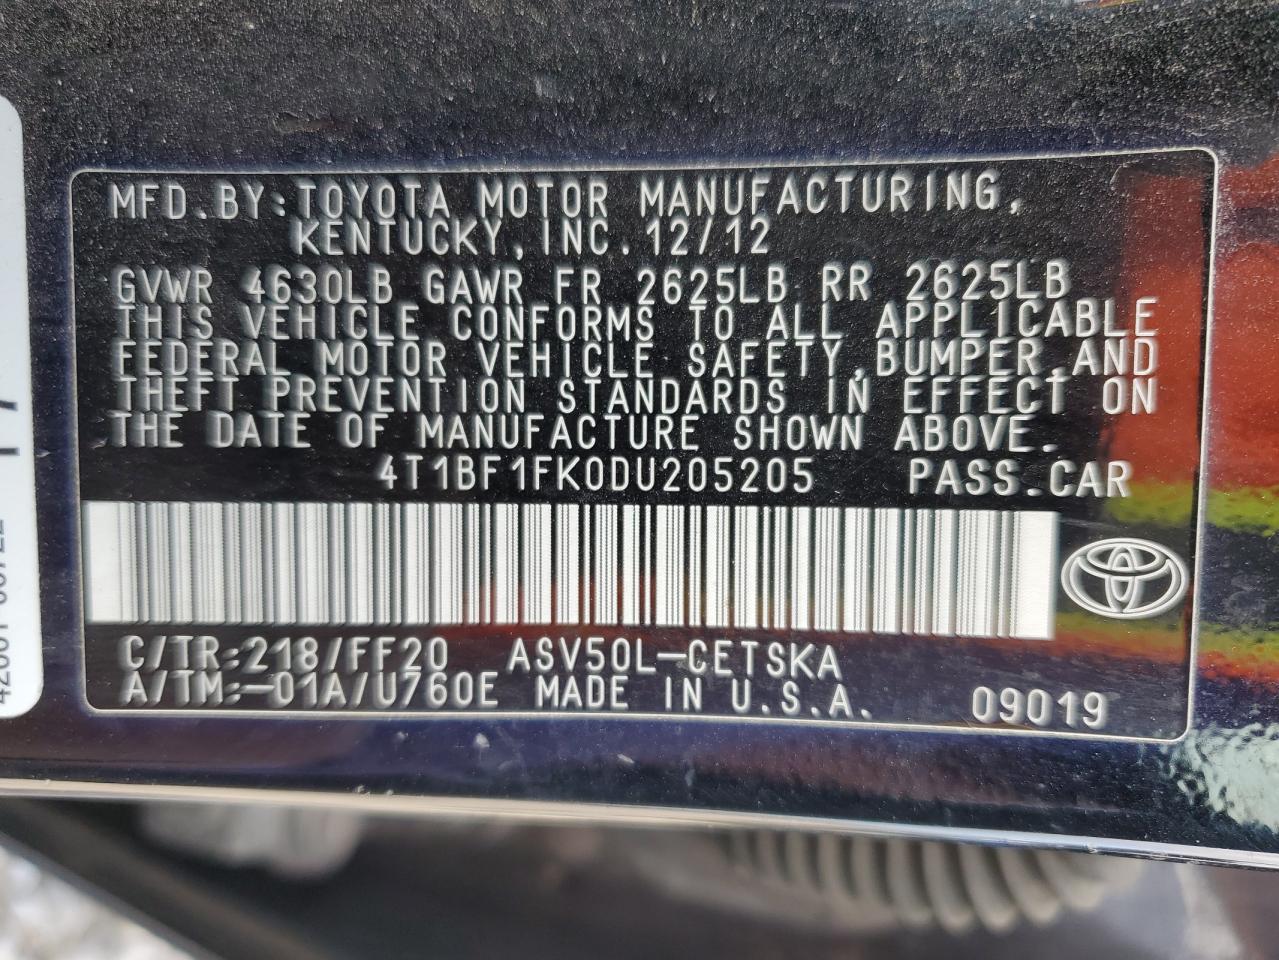 MFD.BY:TOYOTA MOTOR MANUFACTURING,
KENTUCKY,INC.12/12
GVWR 4630LB GAWR FR 2625LB RR 2625LB
THIS VEHICLE CONFORMS TO ALL APPLICABLE
FEDERAL MOTOR VEHICLE SAFETY,BUMPER,AND
THEFT PREVENTION STANDARDS IN EFFECT ON
THE DATE OF MANUFACTURE SHOWN ABOVE.
4T1BF1FK0DU205205 PASS.CAR
C/TR:218/FF20 ASV50L-CETSKA
A/TM:-01A/U760E MADE IN U.S.A. 09019